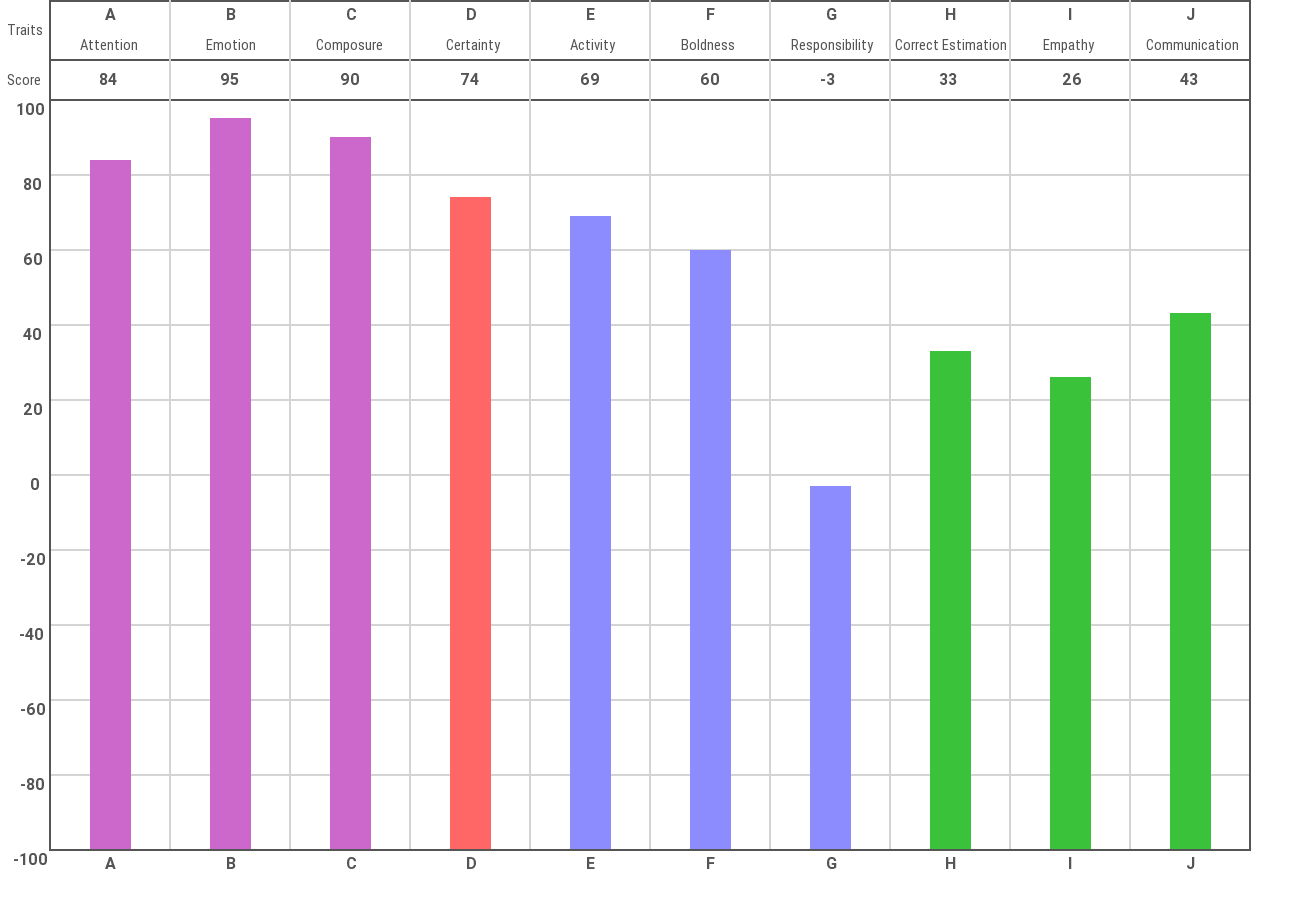 Traits A B C D E F G H I J
Attention Emotion Composure Certainty Activity Boldness Responsibility Correct Estimation Empathy Communication
Score 84 95 90 74 69 60 -3 33 26 43
100
80
60
40
20
0
-20
-40
-60
-80
-100
A B C D E F G H I J